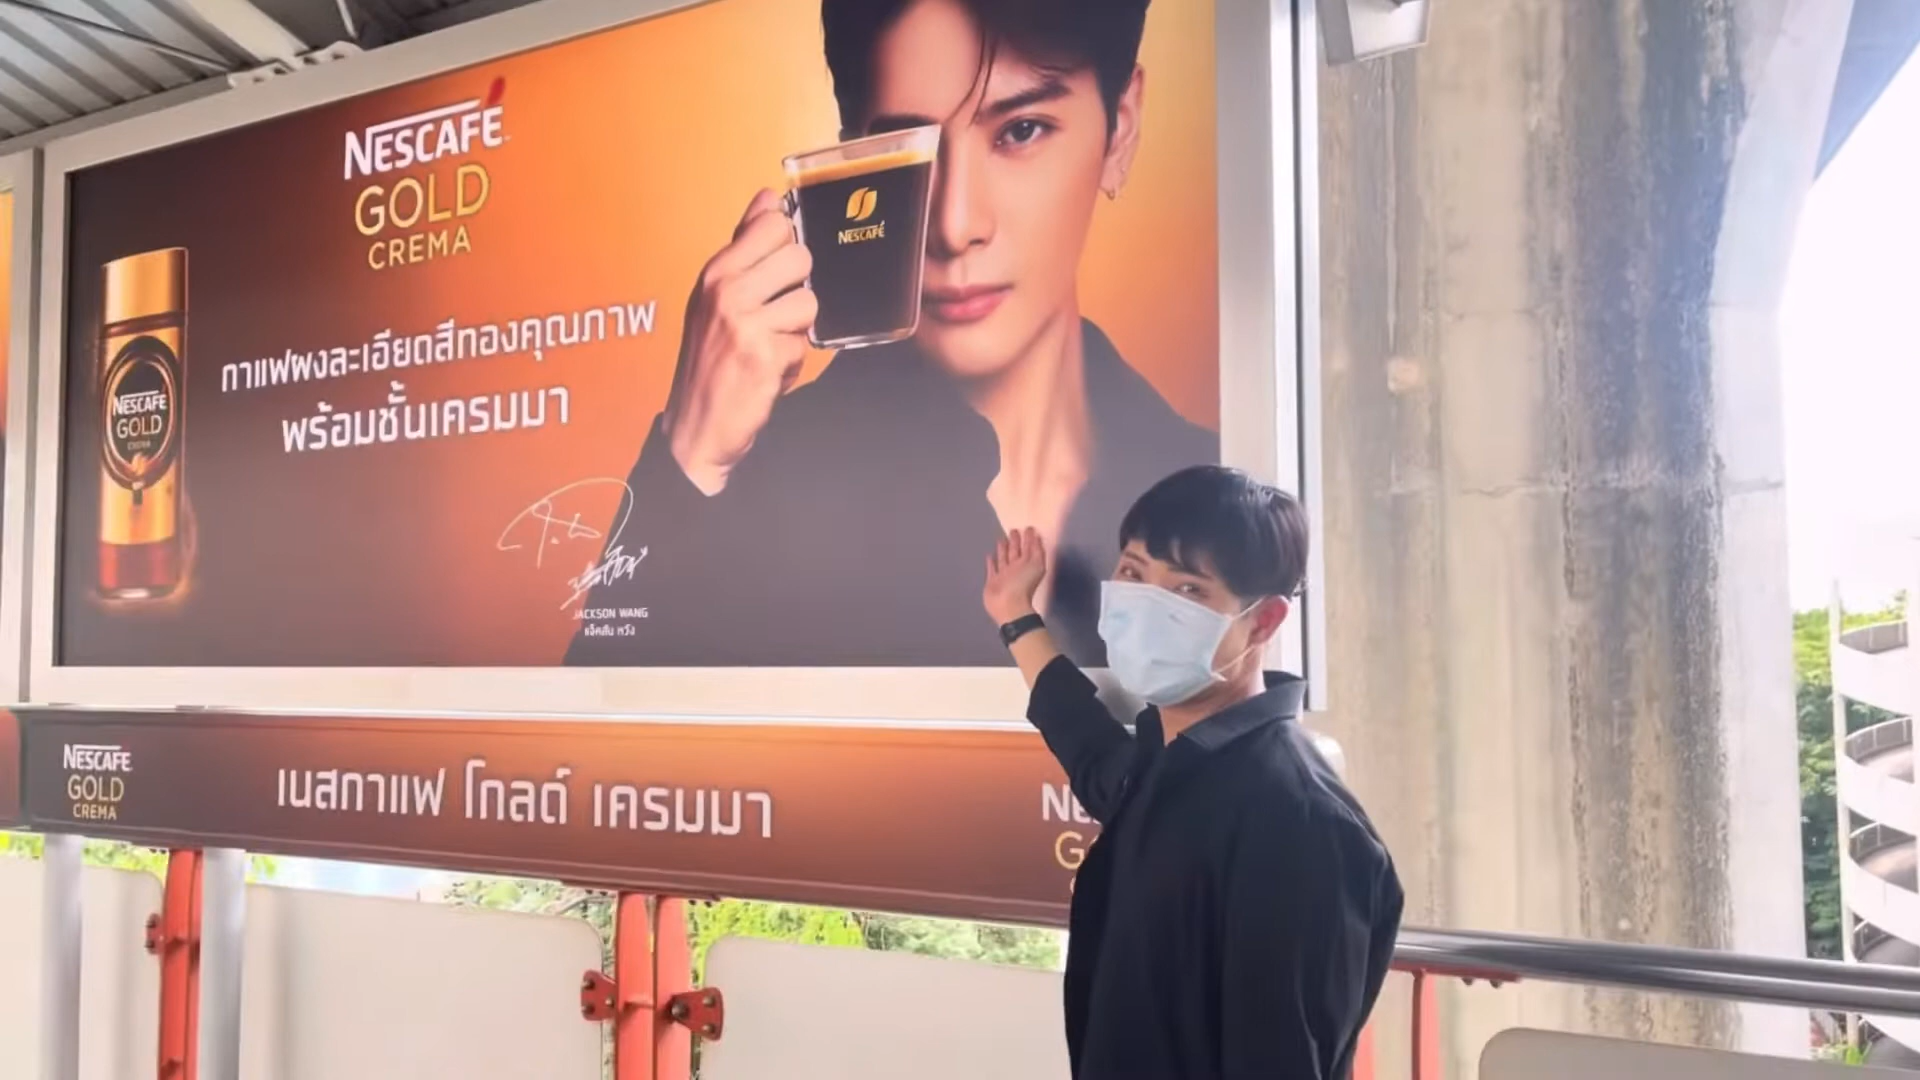 NESCAFÉ
GOLD
CREMA
NESCAFÉ
กาแฟผงละเอียดสีทองคุณภาพ
พร้อมชั้นเครมมา
NESCAFÉ
GOLD
CREMA
JACKSON WANG
แจ็คสัน หวัง
NESCAFÉ
GOLD
CREMA
เนสกาแฟ โกลด์ เครมมา